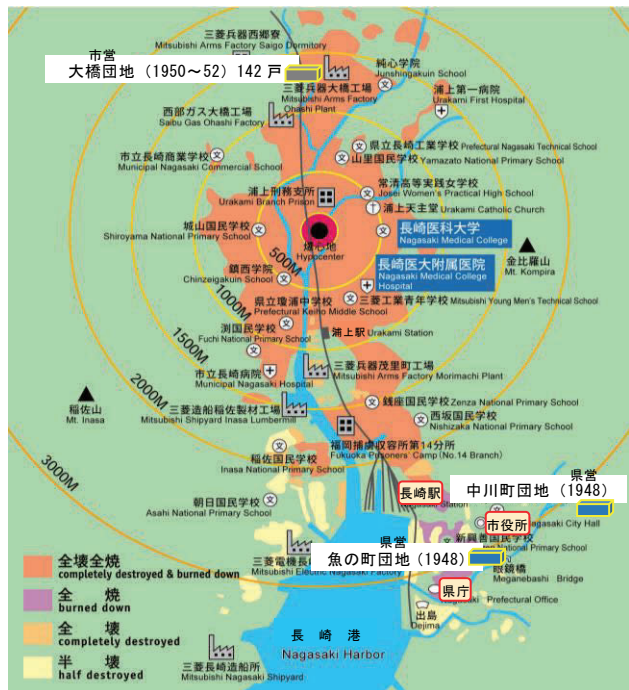 市営
大橋団地（1950～52）142戸
三菱兵器西郷寮
Mitsubishi Arms Factory Saigo Dormitory
純心学院
Junshingakuin School
三菱兵器大橋工場
Mitsubishi Arms Factory
Ohashi Plant
浦上第一病院
Urakami First Hospital
西部ガス大橋工場
Saibu Gas Ohashi Factory
県立長崎工業学校 Prefectural Nagasaki Technical School
山里国民学校 Yamazato National Primary School
市立長崎商業学校
Municipal Nagasaki Commercial School
常清高等実践女学校
Josei Women's Practical High School
浦上刑務支所
Urakami Branch Prison
浦上天主堂 Urakami Catholic Church
城山国民学校
Shiroyama National Primary School
長崎医科大学
Nagasaki Medical College
爆心地
Hypocenter
金比羅山
Mt. Kompira
500M
鎮西学院
Chinzeigakuin School
長崎医大附属医院
Nagasaki Medical College
Hospital
1000M
県立瓊浦中学校
Prefectural Keiho Middle School
三菱工業青年学校 Mitsubishi Young Men's Technical School
渕国民学校
Fuchi National Primary School
浦上駅 Urakami Station
1500M
市立長崎病院
Municipal Nagasaki Hospital
三菱兵器茂里町工場
Mitsubishi Arms Factory Morimachi Plant
2000M
稲佐山
Mt. Inasa
三菱造船稲佐製材工場
Mitsubishi Shipyard Inasa Lumbermill
銭座国民学校 Zenza National Primary School
西坂国民学校
Nishizaka National Primary School
福岡捕虜収容所第14分所
Fukuoka Prisoners' Camp (No.14 Branch)
稲佐国民学校
Inasa National Primary School
3000M
長崎駅
Station
県営
中川町団地（1948）
朝日国民学校
Asahi National Primary School
市役所
Nagasaki City Hall
新興善国民学校
National Primary School
県営
魚の町団地（1948）
三菱電機長
Mitsubishi Electric Nagasaki Factory
眼鏡橋
Meganebashi Bridge
県庁
Prefectural Office
出島
Dejima
全壊全焼
completely destroyed & burned down
全焼
burned down
全壊
completely destroyed
半壊
half destroyed
長崎港
Nagasaki Harbor
三菱長崎造船所
Mitsubishi Nagasaki Shipyard